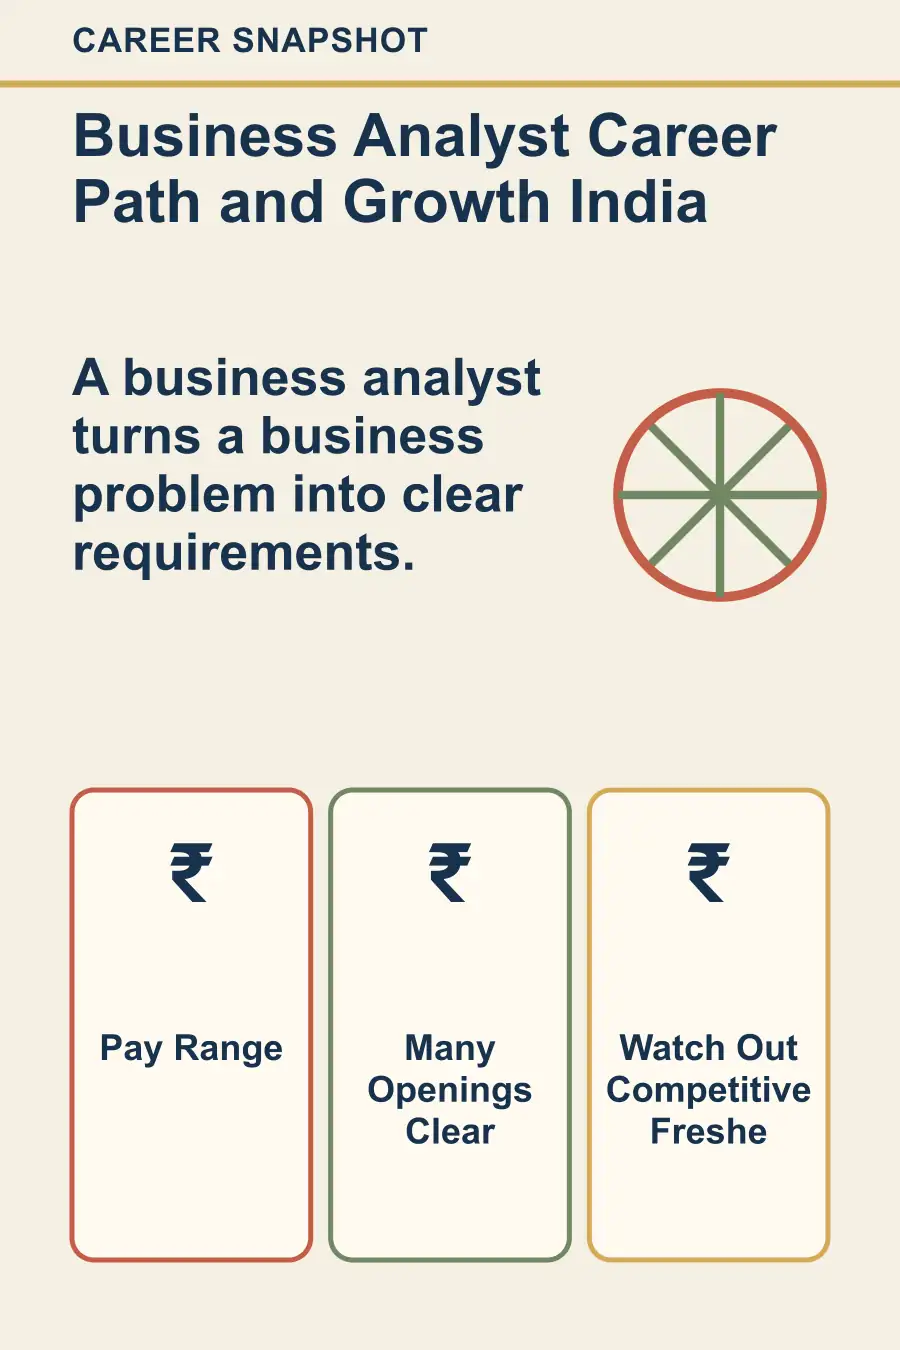 CAREER SNAPSHOT
Business Analyst Career
Path and Growth India
A business analyst
turns a business
problem into clear
requirements.
₹
₹
₹
Pay Range
Many
Openings
Clear
Watch Out
Competitive
Freshe